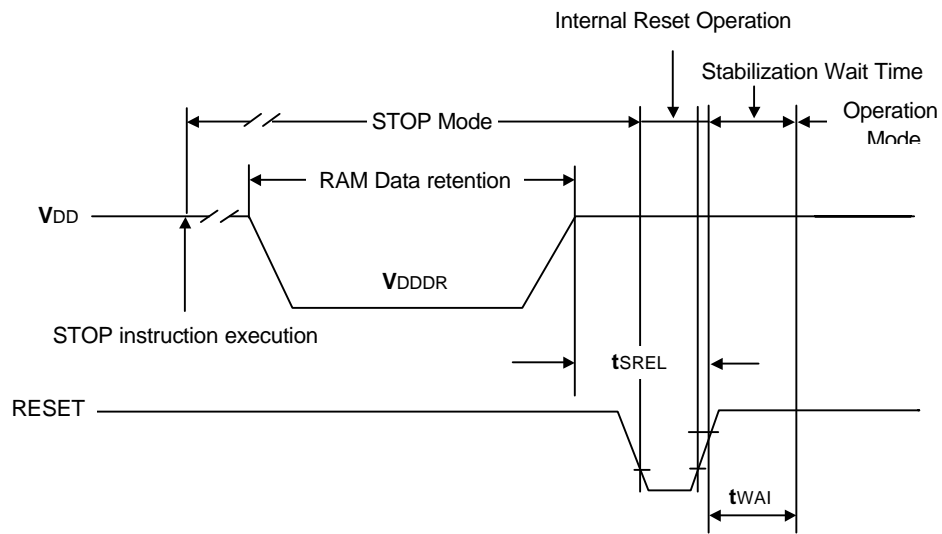 Internal Reset Operation
Stabilization Wait Time
STOP Mode
Operation
Mode
RAM Data retention
VDD
VDDDR
STOP instruction execution
tSREL
RESET
tWAI